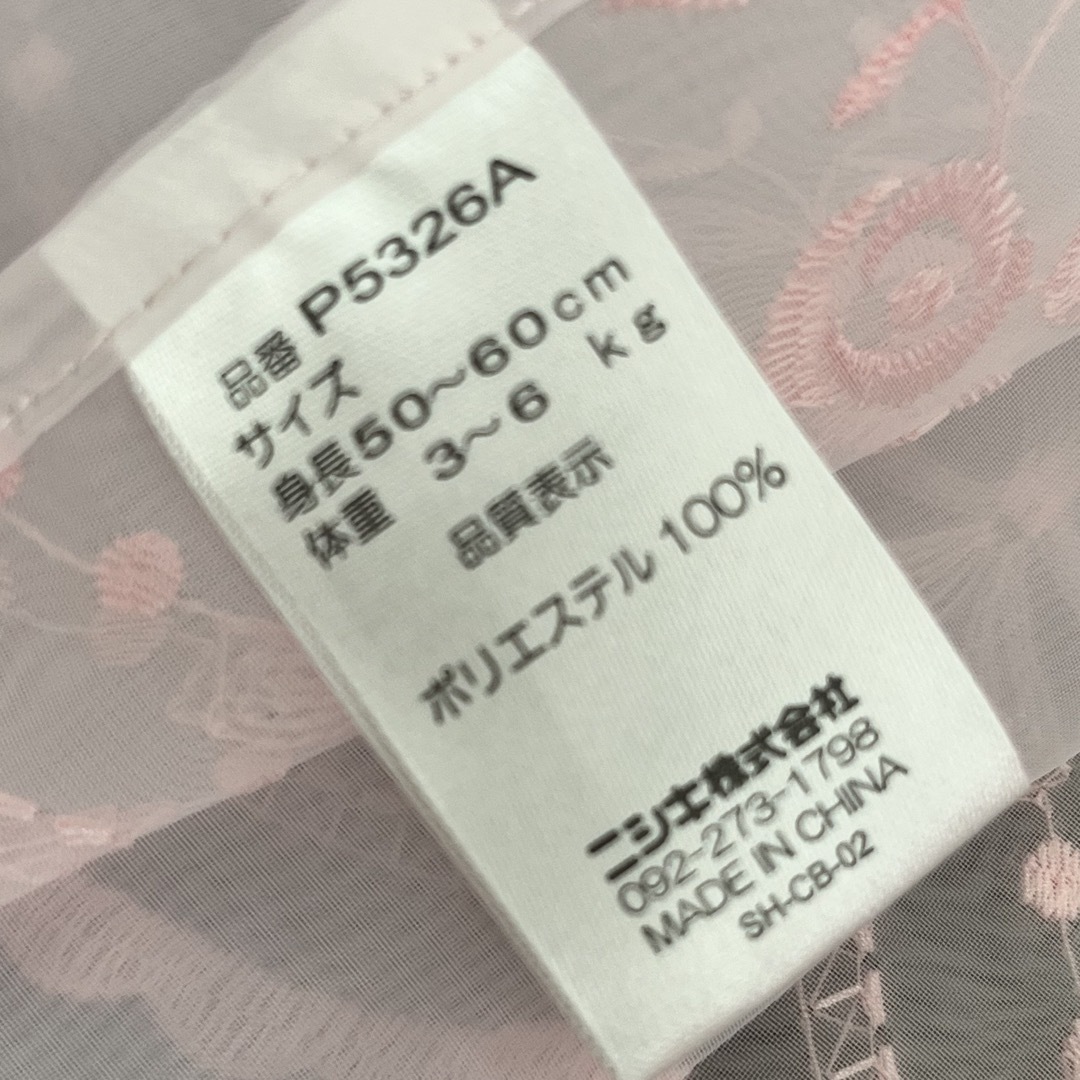 品番 P5326A
サイズ
身長50~60cm
体重 3~6 kg
品質表示
ポリエステル 100%
ニシキ株式会社
092-273-1798
MADE IN CHINA
SH-CB-02